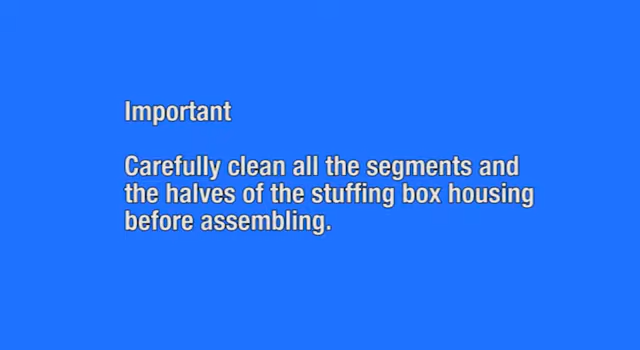 Important
Carefully clean all the segments and
the halves of the stuffing box housing
before assembling.